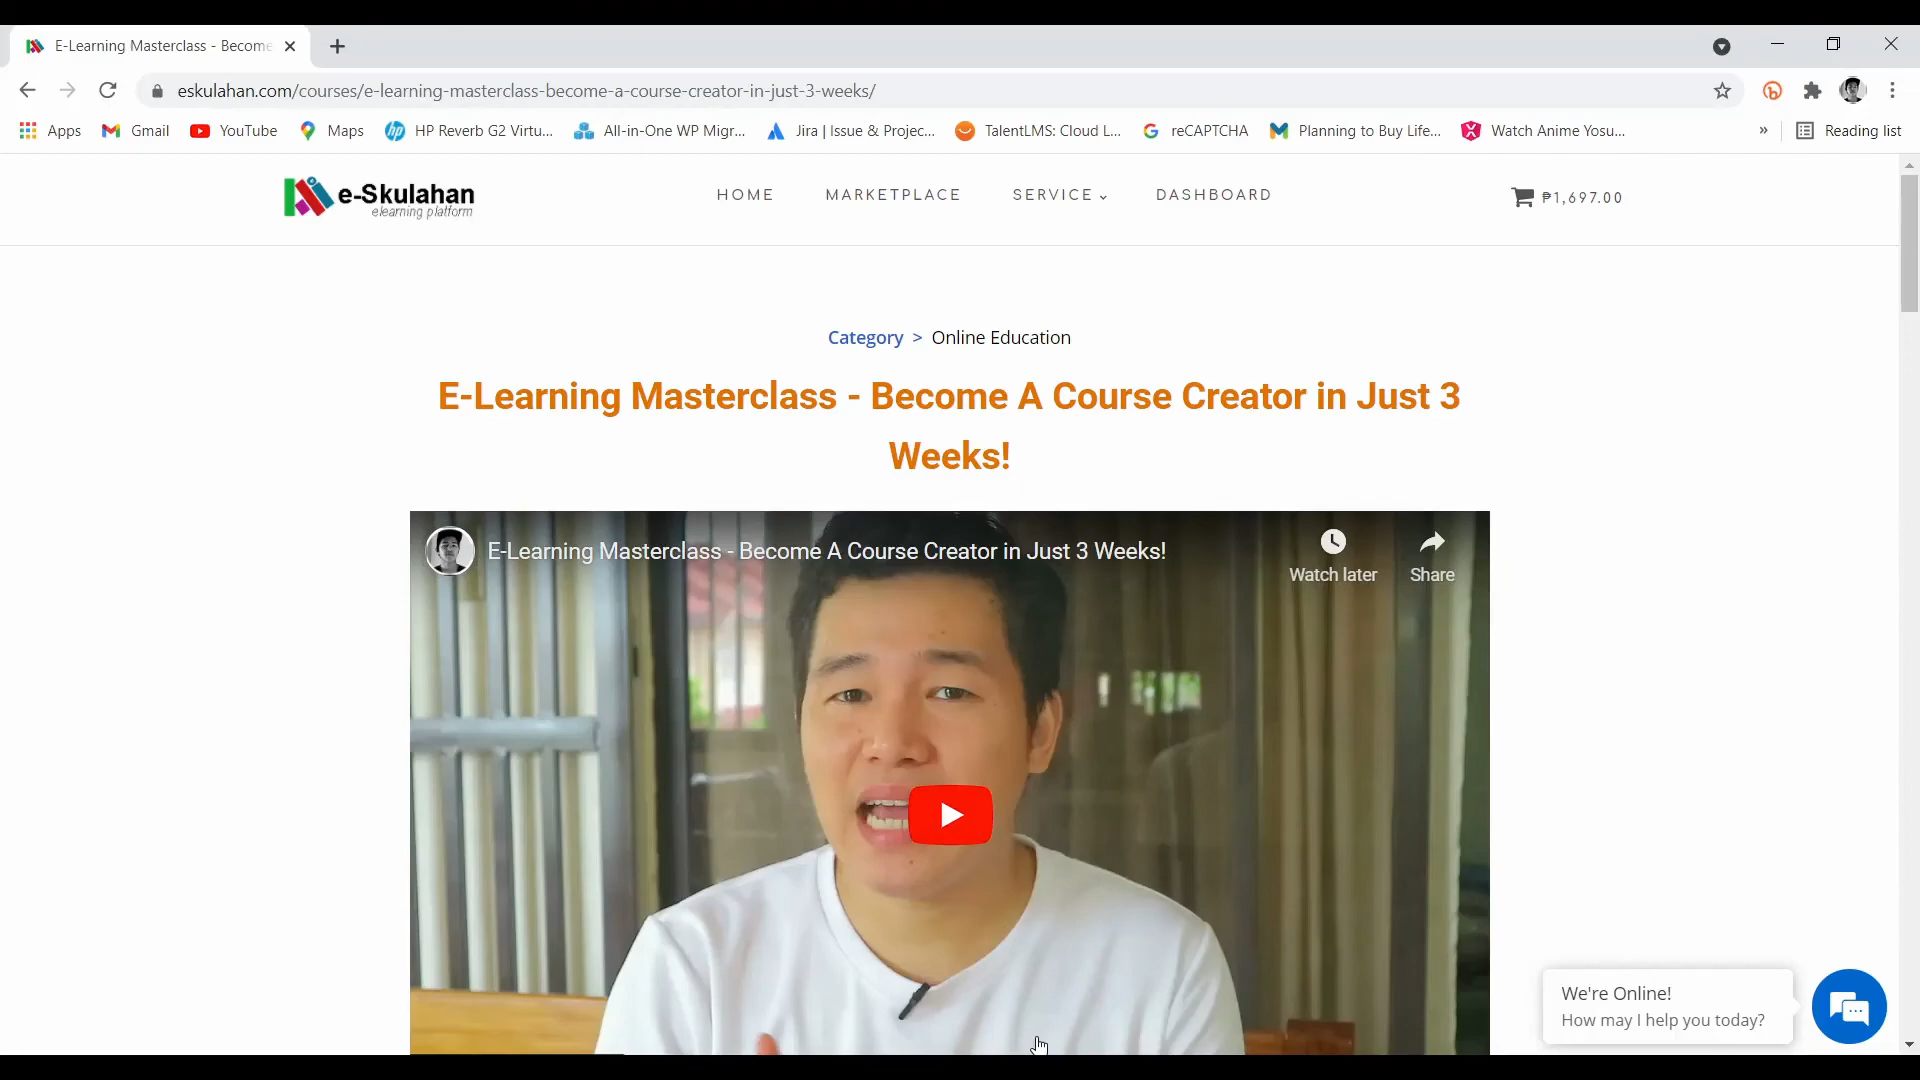 E-Learning Masterclass - Become
eskulahan.com/courses/e-learning-masterclass-become-a-course-creator-in-just-3-weeks/
Apps Gmail YouTube Maps HP Reverb G2 Virtu... All-in-One WP Migr... Jira | Issue & Projec... TalentLMS: Cloud L... reCAPTCHA Planning to Buy Life... Watch Anime Yosu... » Reading list
e-Skulahan
elearning platform
HOME MARKETPLACE SERVICE DASHBOARD ₱1,697.00
Category > Online Education
E-Learning Masterclass - Become A Course Creator in Just 3
Weeks!
E-Learning Masterclass - Become A Course Creator in Just 3 Weeks!
Watch later Share
We're Online!
How may I help you today?